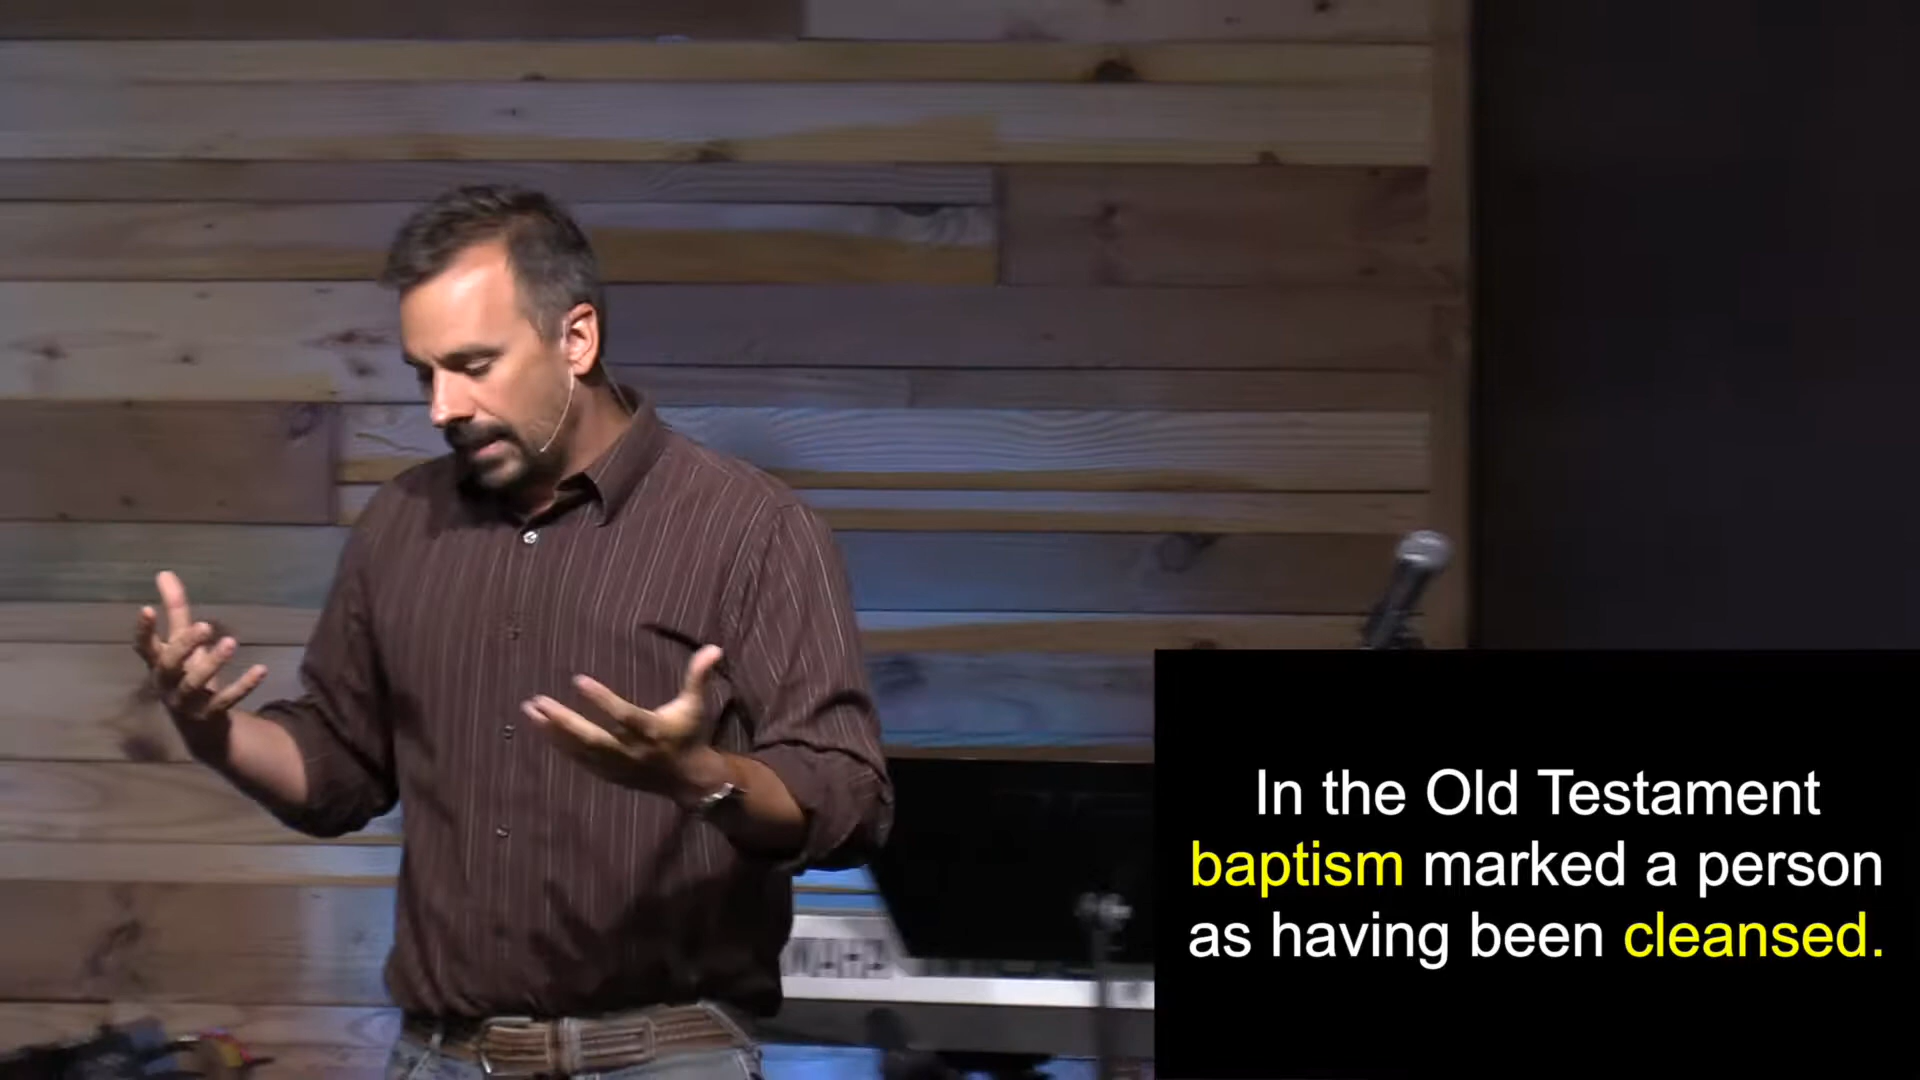 In the Old Testament
baptism marked a person
as having been cleansed.